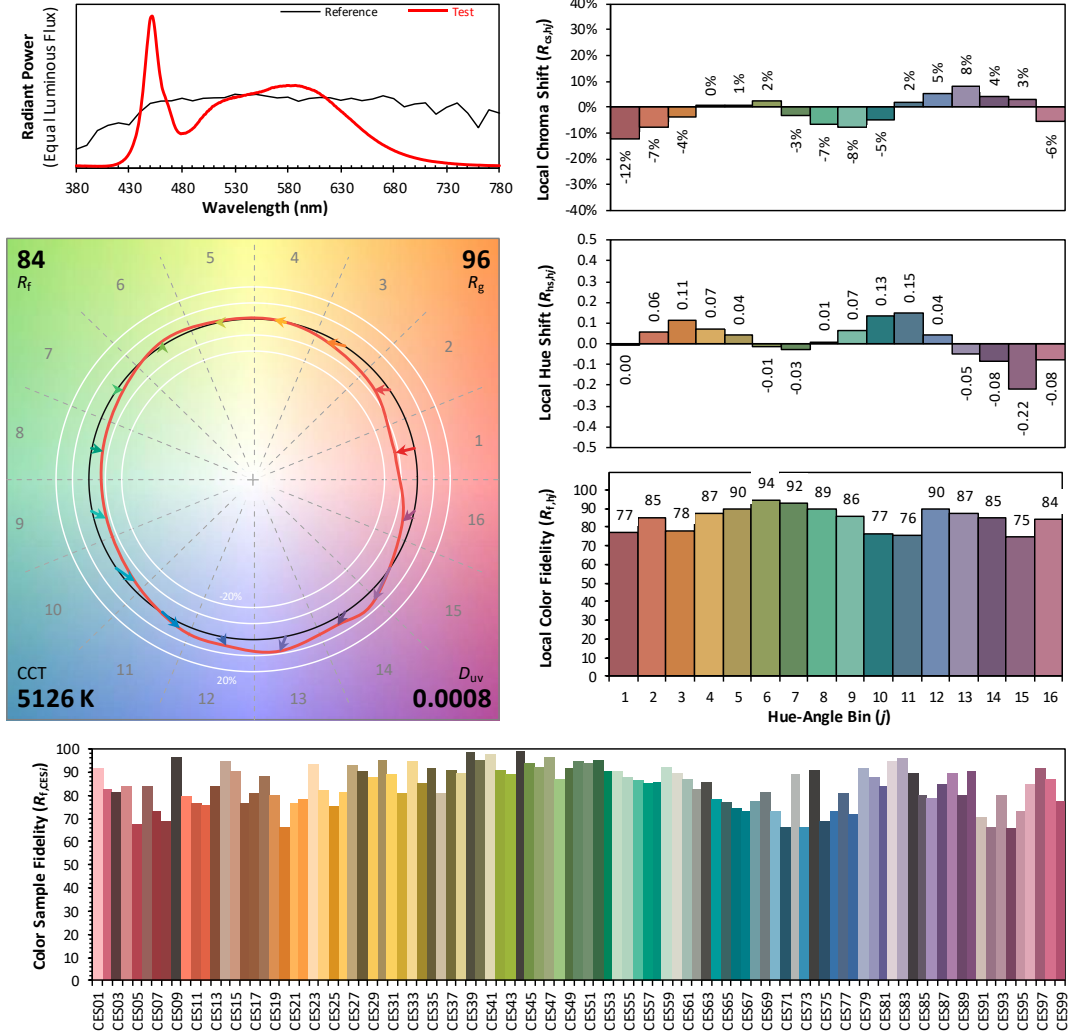 Radiant Power
(Equal Luminous Flux)
Reference
Test
380
430
480
530
580
630
680
730
780
Wavelength (nm)
Local Chroma Shift (Rcs,hj)
40%
30%
20%
10%
0%
-10%
-20%
-30%
-40%
-12%
-7%
-4%
0%
1%
2%
-3%
-7%
-8%
-5%
2%
5%
8%
4%
3%
-6%
84
Rf
96
Rg
5
4
6
3
7
2
8
1
9
16
10
15
11
14
12
13
-20%
20%
CCT
5126 K
Duv
0.0008
Local Hue Shift (Rhs,hj)
0.5
0.4
0.3
0.2
0.1
0.0
-0.1
-0.2
-0.3
-0.4
-0.5
0.00
0.06
0.11
0.07
0.04
-0.01
-0.03
0.01
0.07
0.13
0.15
0.04
-0.05
-0.08
-0.22
-0.08
Local Color Fidelity (Rf,hj)
100
90
80
70
60
50
40
30
20
10
0
77
85
78
87
90
94
92
89
86
77
76
90
87
85
75
84
1 2 3 4 5 6 7 8 9 10 11 12 13 14 15 16
Hue-Angle Bin (j)
Color Sample Fidelity (Rf,CESi)
100
90
80
70
60
50
40
30
20
10
0
CES01
CES03
CES05
CES07
CES09
CES11
CES13
CES15
CES17
CES19
CES21
CES23
CES25
CES27
CES29
CES31
CES33
CES35
CES37
CES39
CES41
CES43
CES45
CES47
CES49
CES51
CES53
CES55
CES57
CES59
CES61
CES63
CES65
CES67
CES69
CES71
CES73
CES75
CES77
CES79
CES81
CES83
CES85
CES87
CES89
CES91
CES93
CES95
CES97
CES99